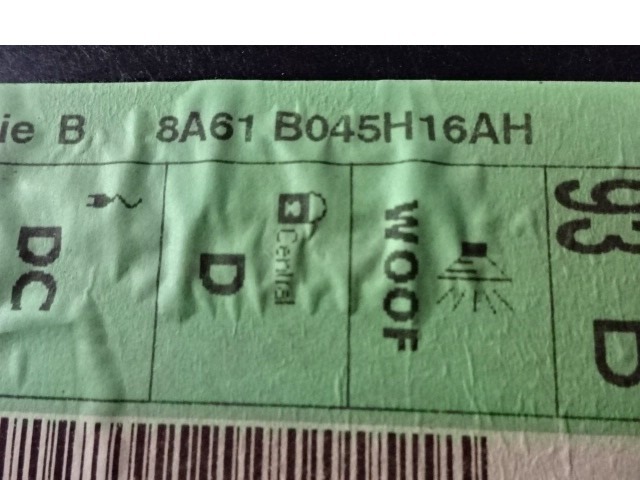 ie B 8A61 B045H16AH
DC
D
Central
WOOF
93
D